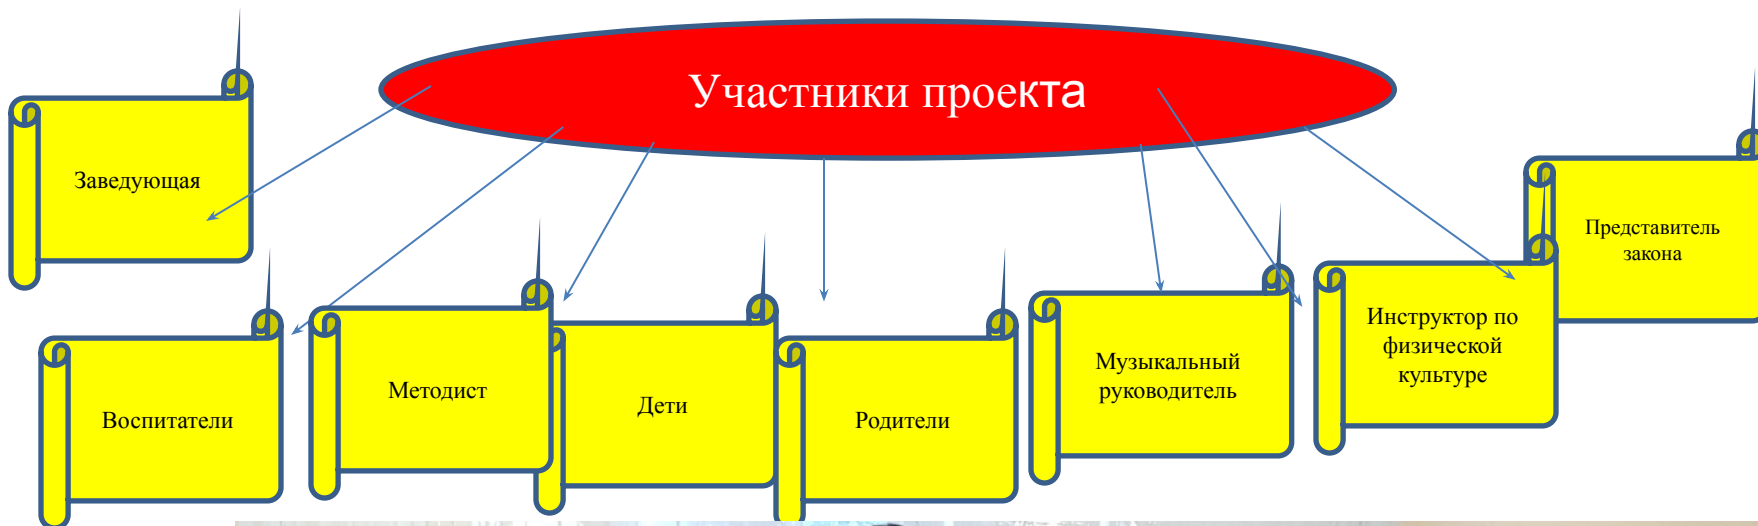 Участники проекта
Заведующая
Воспитатели
Методист
Дети
Родители
Музыкальный
руководитель
Инструктор по
физической
культуре
Представитель
закона